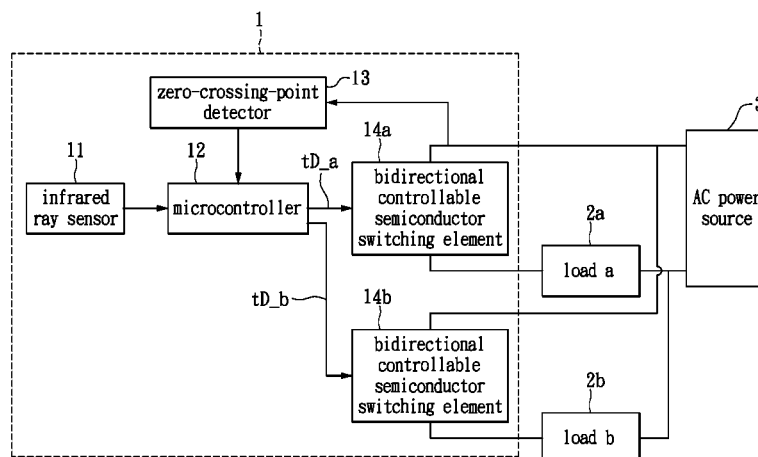 1
13
zero-crossing-point
detector
11
infrared
ray sensor
12
microcontroller
tD_a
14a
bidirectional
controllable
semiconductor
switching element
3
AC power
source
2a
load a
tD_b
14b
bidirectional
controllable
semiconductor
switching element
2b
load b